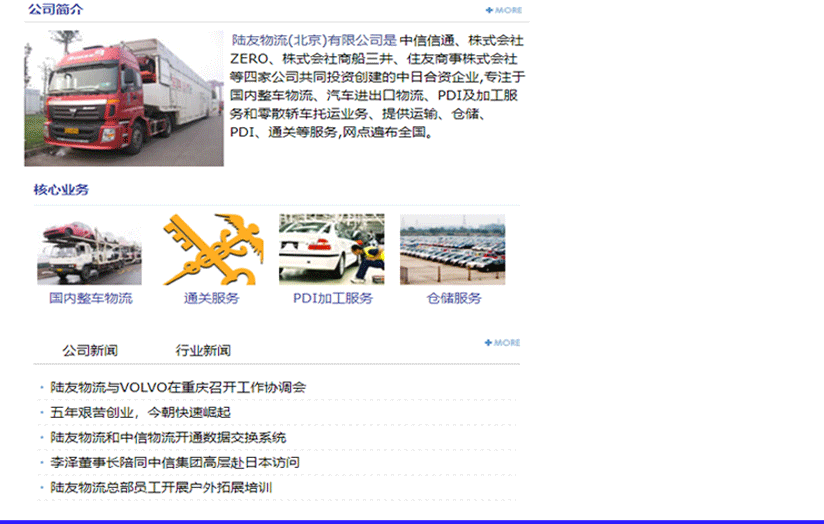 公司简介
MORE
陆友物流(北京)有限公司是 中信信通、株式会社
ZERO、株式会社商船三井、住友商事株式会社
等四家公司共同投资创建的中日合资企业,专注于
国内整车物流、汽车进出口物流、PDI及加工服
务和零散轿车托运业务、提供运输、仓储、
PDI、通关等服务,网点遍布全国。
核心业务
国内整车物流 通关服务 PDI加工服务 仓储服务
公司新闻 行业新闻 MORE
· 陆友物流与VOLVO在重庆召开工作协调会
· 五年艰苦创业，今朝快速崛起
· 陆友物流和中信物流开通数据交换系统
· 李泽董事长陪同中信集团高层赴日本访问
· 陆友物流总部员工开展户外拓展培训